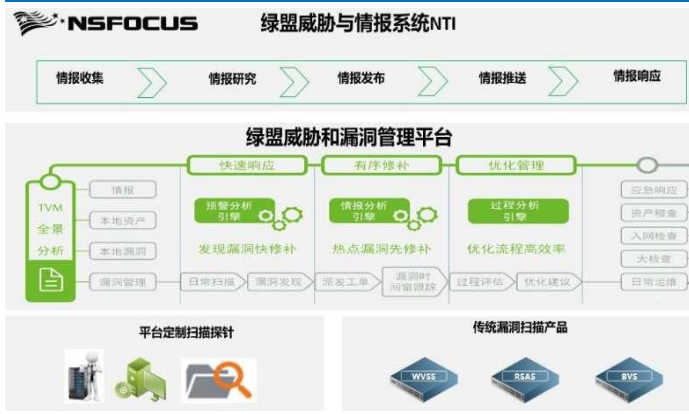 NSFOCUS
绿盟威胁与情报系统NTI
情报收集
情报研究
情报发布
情报推送
情报响应
绿盟威胁和漏洞管理平台
快速响应
有序修补
优化管理
TVM
全景
分析
情报
本地资产
本地漏洞
漏洞管理
预警分析
引擎
情报分析
引擎
过程分析
引擎
发现漏洞快修补
热点漏洞先修补
优化流程高效率
日常扫描
漏洞发现
派发工单
漏洞时
间窗跟踪
过程评估
优化建议
应急响应
资产稽查
入网检查
大检查
日常运维
平台定制扫描探针
传统漏洞扫描产品
WVSS
RSAS
BVS